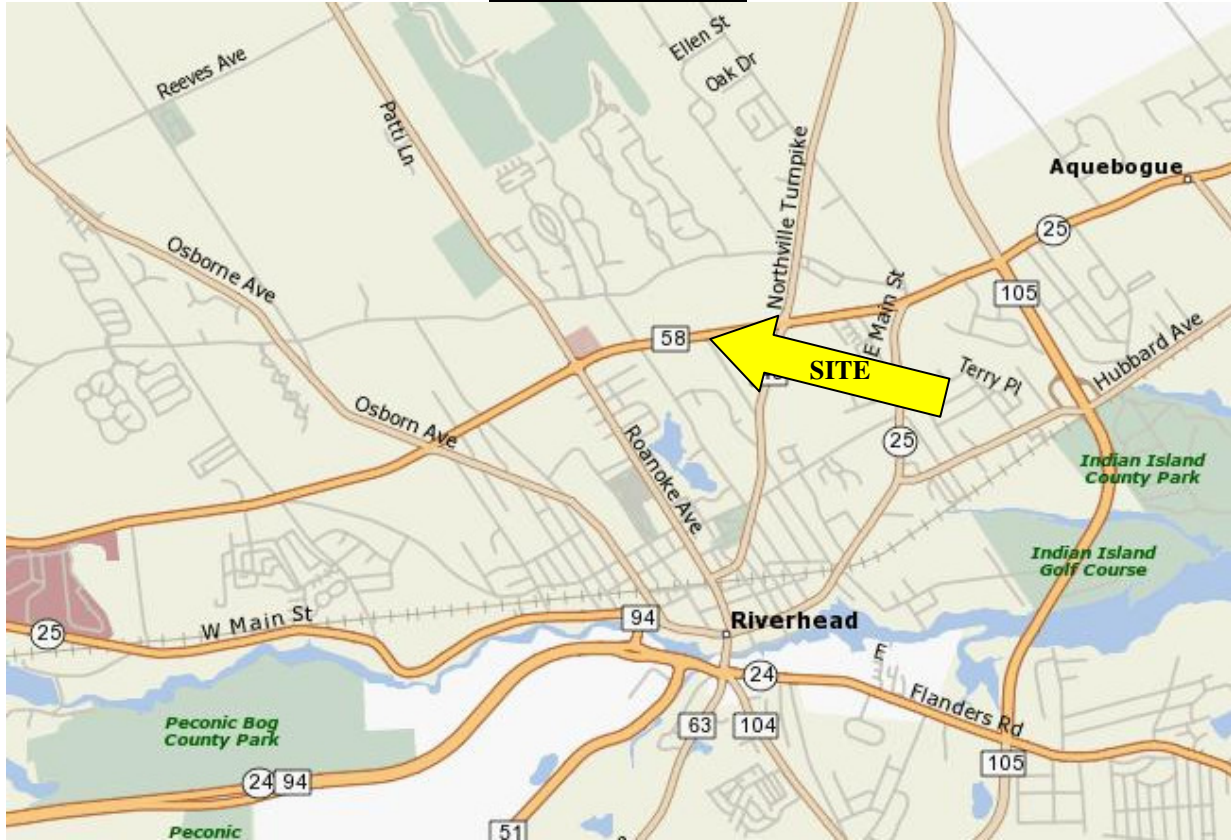 Ellen St
Reeves Ave
Oak Dr
Patti Ln
Northville Turnpike
Aquebogue
25
Osborne Ave
105
E Main St
58
SITE
Hubbard Ave
Terry Pl
Osborn Ave
Roanoke Ave
25
Indian Island
County Park
Indian Island
Golf Course
W Main St
25
94
Riverhead
E
24
Flanders Rd
Peconic Bog
County Park
63
104
105
24
94
51
Peconic